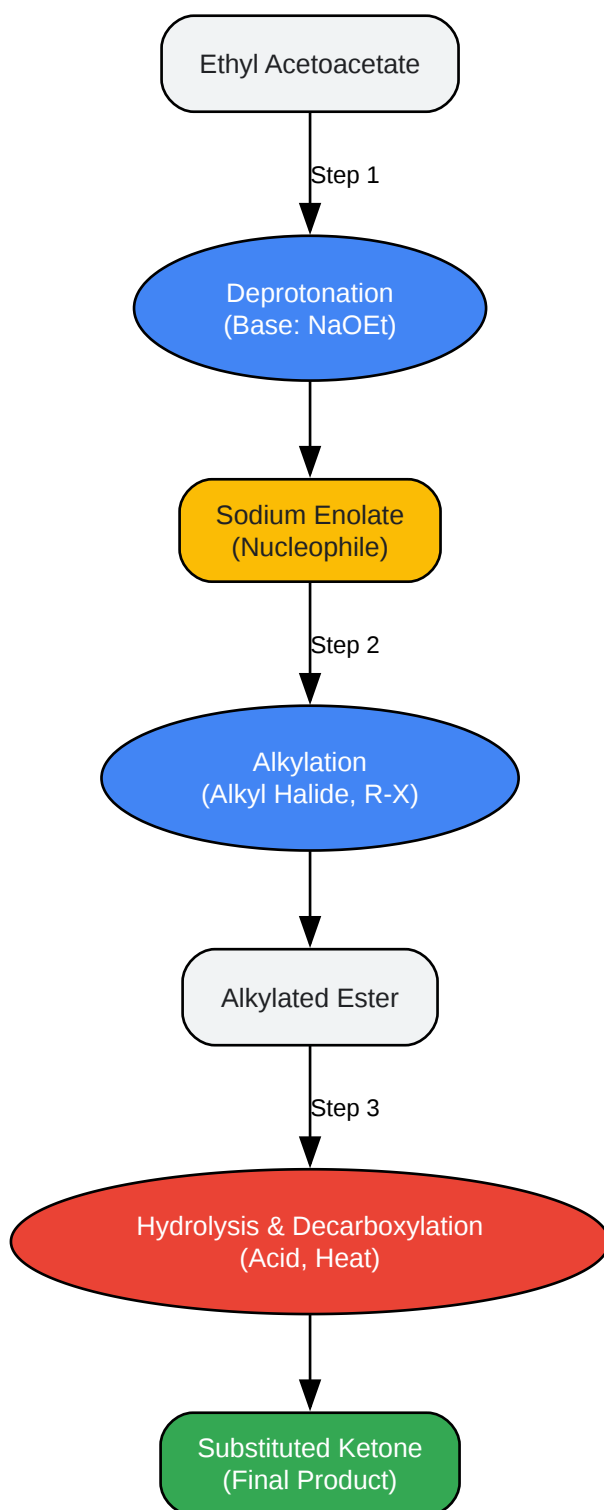 Ethyl Acetoacetate
Step 1
Deprotonation
(Base: NaOEt)
Sodium Enolate
(Nucleophile)
Step 2
Alkylation
(Alkyl Halide, R-X)
Alkylated Ester
Step 3
Hydrolysis & Decarboxylation
(Acid, Heat)
Substituted Ketone
(Final Product)